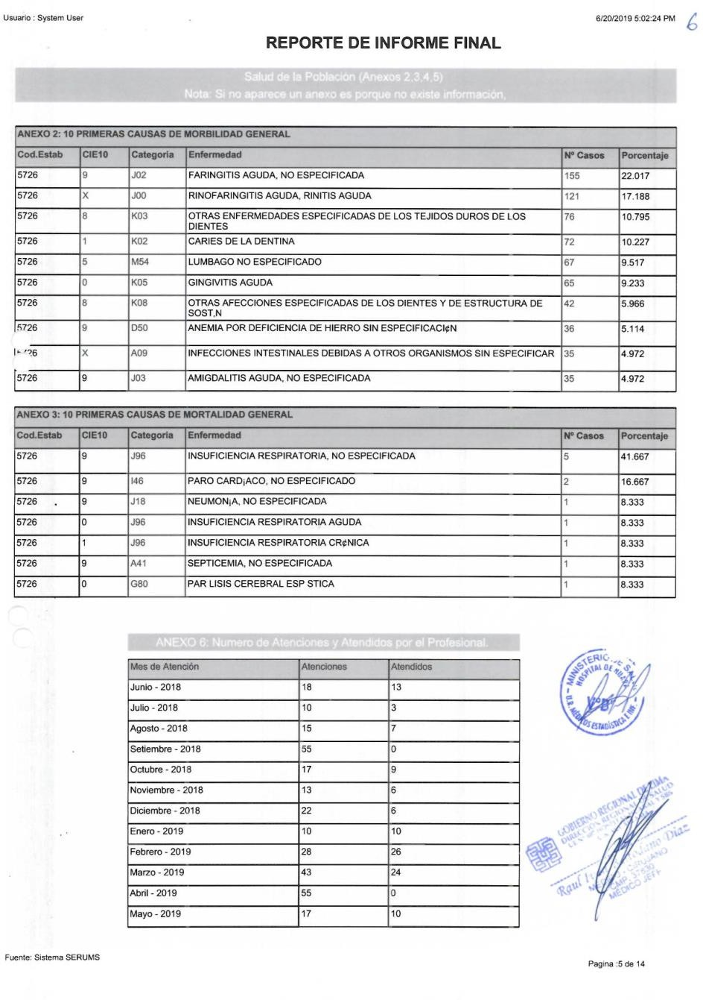 Usuario : System User
6/20/2019 5:02:24 PM
6
REPORTE DE INFORME FINAL
Salud de la Población (Anexos 2,3,4,5)
Nota: Si no aparece un anexo es porque no existe información,
ANEXO 2: 10 PRIMERAS CAUSAS DE MORBILIDAD GENERAL
Cod.Estab CIE10 Categoria Enfermedad Nº Casos Porcentaje
5726 9 J02 FARINGITIS AGUDA, NO ESPECIFICADA 155 22.017
5726 X J00 RINOFARINGITIS AGUDA, RINITIS AGUDA 121 17.188
5726 8 K03 OTRAS ENFERMEDADES ESPECIFICADAS DE LOS TEJIDOS DUROS DE LOS 76 10.795
DIENTES
5726 1 K02 CARIES DE LA DENTINA 72 10.227
5726 5 M54 LUMBAGO NO ESPECIFICADO 67 9.517
5726 0 K05 GINGIVITIS AGUDA 65 9.233
5726 8 K08 OTRAS AFECCIONES ESPECIFICADAS DE LOS DIENTES Y DE ESTRUCTURA DE 42 5.966
SOST,N
5726 9 D50 ANEMIA POR DEFICIENCIA DE HIERRO SIN ESPECIFICACI¢N 36 5.114
26 X A09 INFECCIONES INTESTINALES DEBIDAS A OTROS ORGANISMOS SIN ESPECIFICAR 35 4.972
5726 9 J03 AMIGDALITIS AGUDA, NO ESPECIFICADA 35 4.972
ANEXO 3: 10 PRIMERAS CAUSAS DE MORTALIDAD GENERAL
Cod.Estab CIE10 Categoria Enfermedad Nº Casos Porcentaje
5726 9 J96 INSUFICIENCIA RESPIRATORIA, NO ESPECIFICADA 5 41.667
5726 9 I46 PARO CARD¡ACO, NO ESPECIFICADO 2 16.667
5726 9 J18 NEUMON¡A, NO ESPECIFICADA 1 8.333
5726 0 J96 INSUFICIENCIA RESPIRATORIA AGUDA 1 8.333
5726 1 J96 INSUFICIENCIA RESPIRATORIA CR¢NICA 1 8.333
5726 9 A41 SEPTICEMIA, NO ESPECIFICADA 1 8.333
5726 0 G80 PAR LISIS CEREBRAL ESP STICA 1 8.333
ANEXO 6: Numero de Atenciones y Atendidos por el Profesional.
Mes de Atención Atenciones Atendidos
Junio - 2018 18 13
Julio - 2018 10 3
Agosto - 2018 15 7
Setiembre - 2018 55 0
Octubre - 2018 17 9
Noviembre - 2018 13 6
Diciembre - 2018 22 6
Enero - 2019 10 10
Febrero - 2019 28 26
Marzo - 2019 43 24
Abril - 2019 55 0
Mayo - 2019 17 10
MINISTERIO DE SALUD
HOSPITAL DE
VºBº
ESTADÍSTICA E INF.
GOBIERNO REGIONAL DE LIMA
DIRECCIÓN REGIONAL DE SALUD
Raul Díaz
MÉDICO CIRUJANO
CMP. 37530
MÉDICO JEFE
Fuente: Sistema SERUMS
Pagina :5 de 14